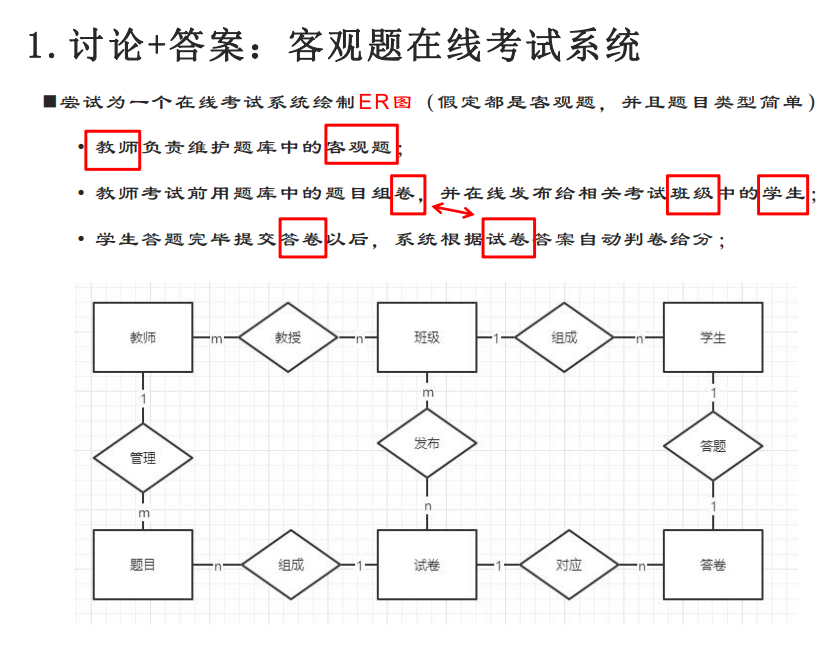 1.讨论+答案：客观题在线考试系统
■尝试为一个在线考试系统绘制ER图（假定都是客观题，并且题目类型简单）
• 教师负责维护题库中的客观题；
• 教师考试前用题库中的题目组卷，并在线发布给相关考试班级中的学生；
• 学生答题完毕提交答卷以后，系统根据试卷答案自动判卷给分；
教师 m 教授 n 班级 1 组成 n 学生
1 m 1
管理 发布 答题
m n 1
题目 n 组成 1 试卷 1 对应 n 答卷